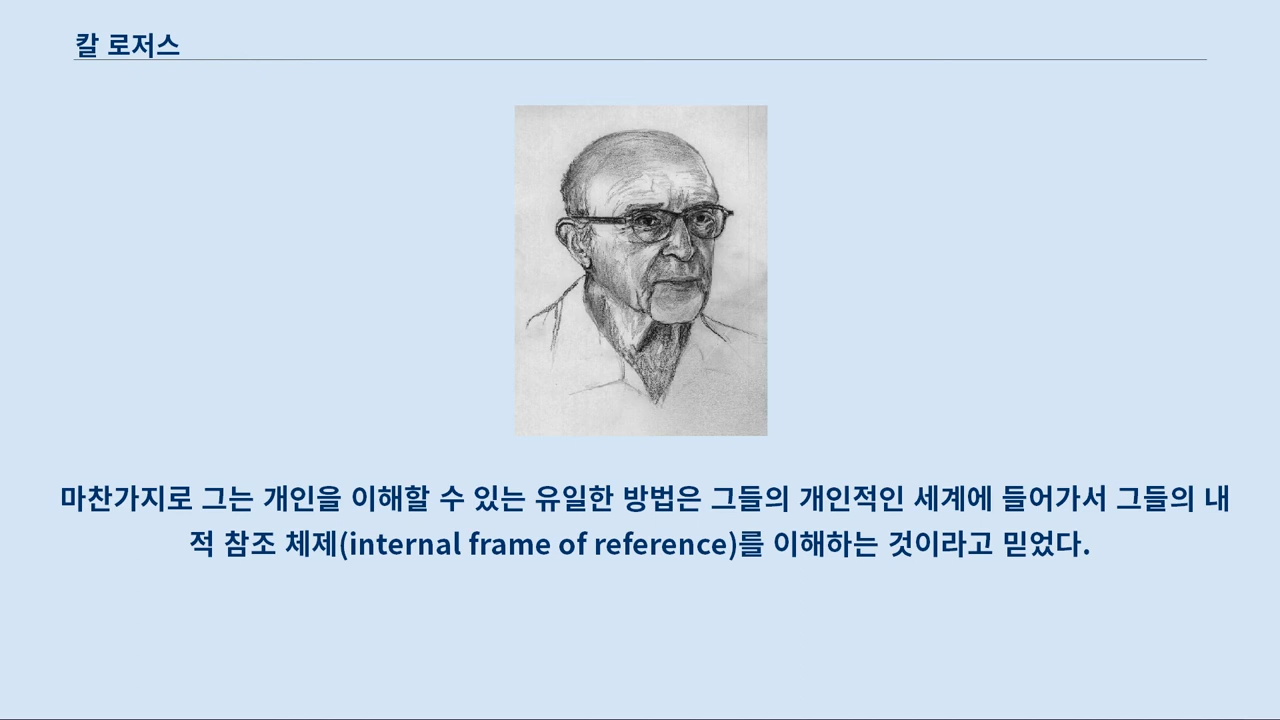 칼 로저스
마찬가지로 그는 개인을 이해할 수 있는 유일한 방법은 그들의 개인적인 세계에 들어가서 그들의 내
적 참조 체제(internal frame of reference)를 이해하는 것이라고 믿었다.